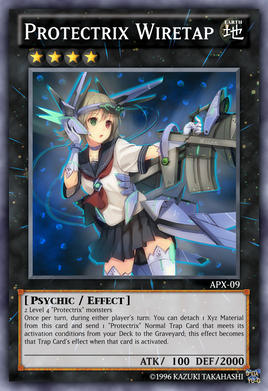 PROTECTRIX WIRETAP
EARTH
地
APX-09
[ PSYCHIC / EFFECT ]
2 Level 4 "Protectrix" monsters
Once per turn, during either player's turn: You can detach 1 Xyz Material
from this card and send 1 "Protectrix" Normal Trap Card that meets its
activation conditions from your Deck to the Graveyard; this effect becomes
that Trap Card's effect when that card is activated.
ATK/ 100 DEF/2000
©1996 KAZUKI TAKAHASHI